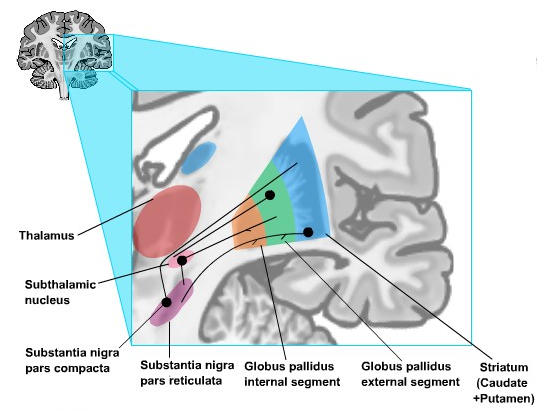 Thalamus
Subthalamic
nucleus
Substantia nigra
pars compacta
Substantia nigra
pars reticulata
Globus pallidus
internal segment
Globus pallidus
external segment
Striatum
(Caudate
+Putamen)